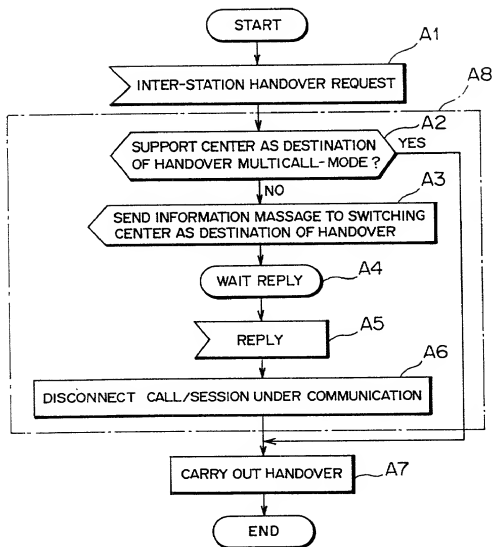 START
A1
INTER-STATION HANDOVER REQUEST
A8
A2
SUPPORT CENTER AS DESTINATION
OF HANDOVER MULTICALL-MODE?
YES
NO
A3
SEND INFORMATION MASSAGE TO SWITCHING
CENTER AS DESTINATION OF HANDOVER
WAIT REPLY
A4
REPLY
A5
A6
DISCONNECT CALL/SESSION UNDER COMMUNICATION
CARRY OUT HANDOVER
A7
END